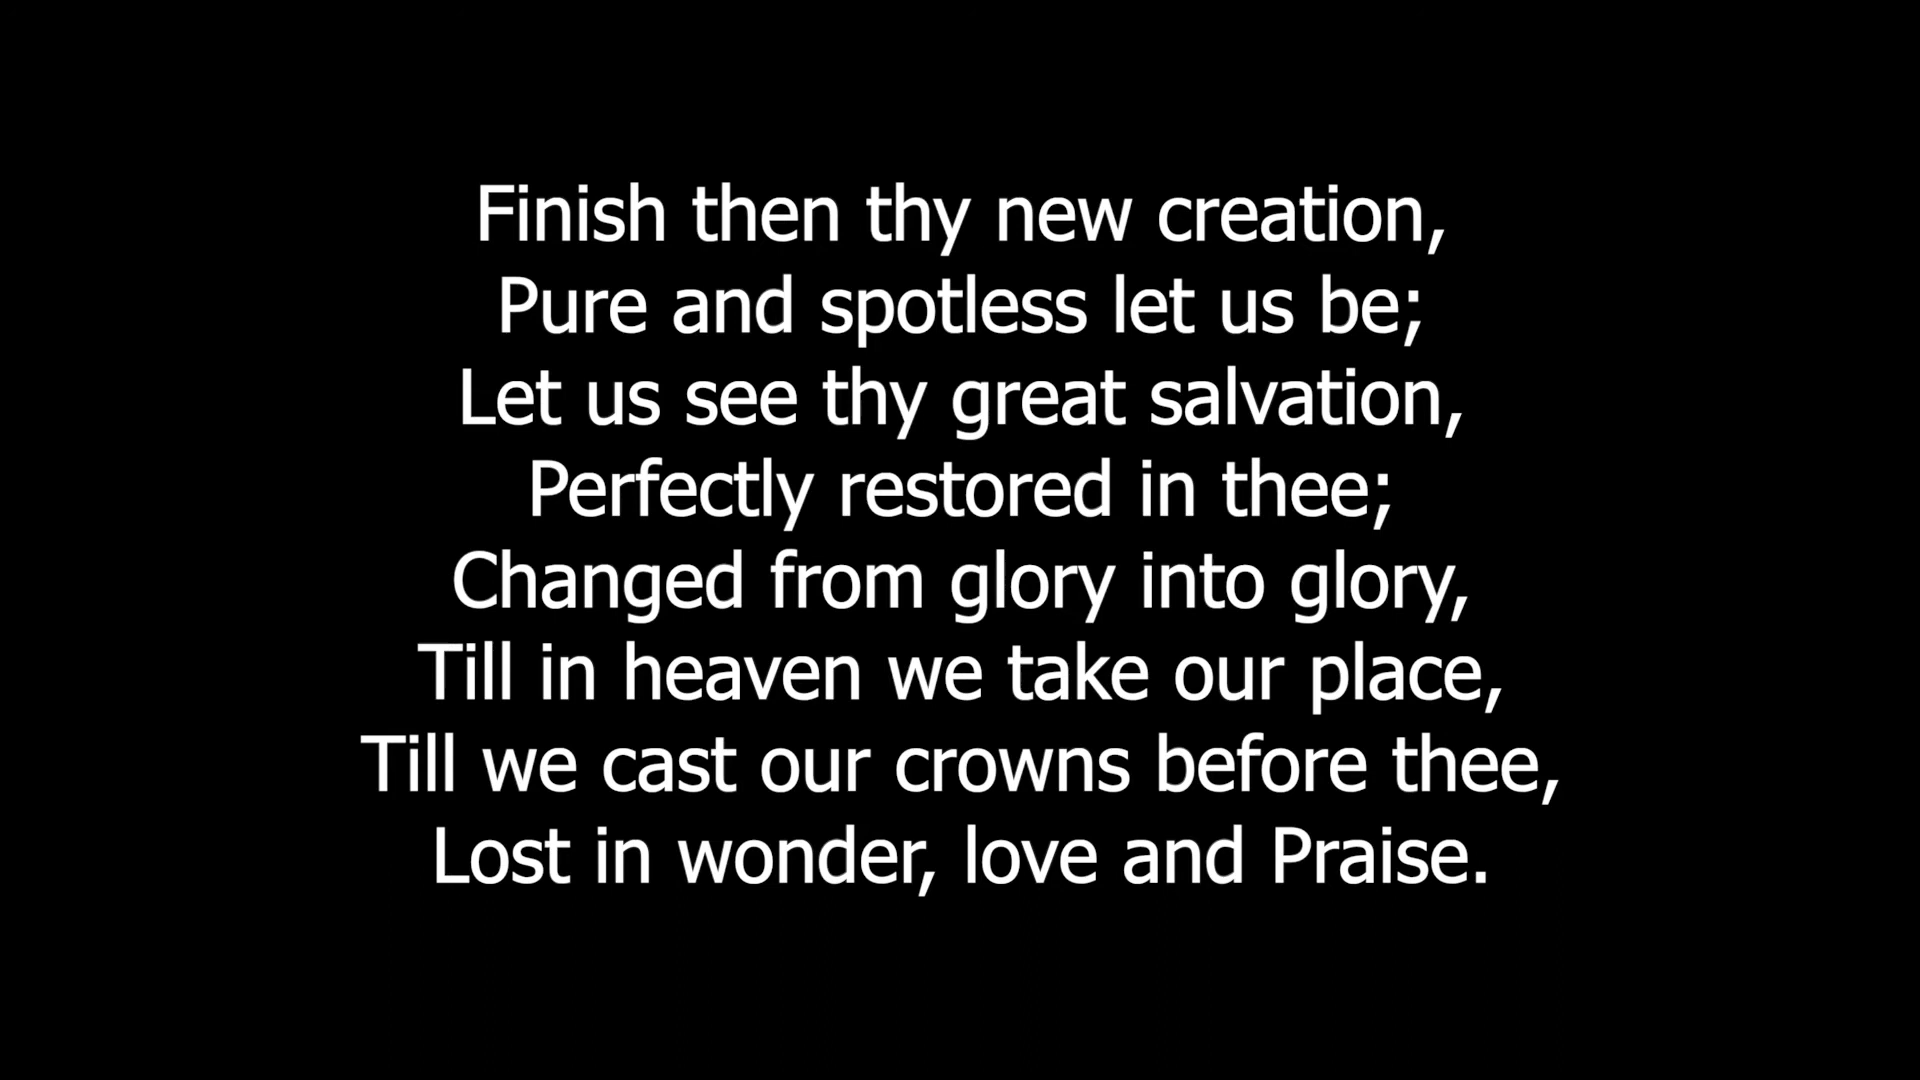 Finish then thy new creation,
Pure and spotless let us be;
Let us see thy great salvation,
Perfectly restored in thee;
Changed from glory into glory,
Till in heaven we take our place,
Till we cast our crowns before thee,
Lost in wonder, love and Praise.